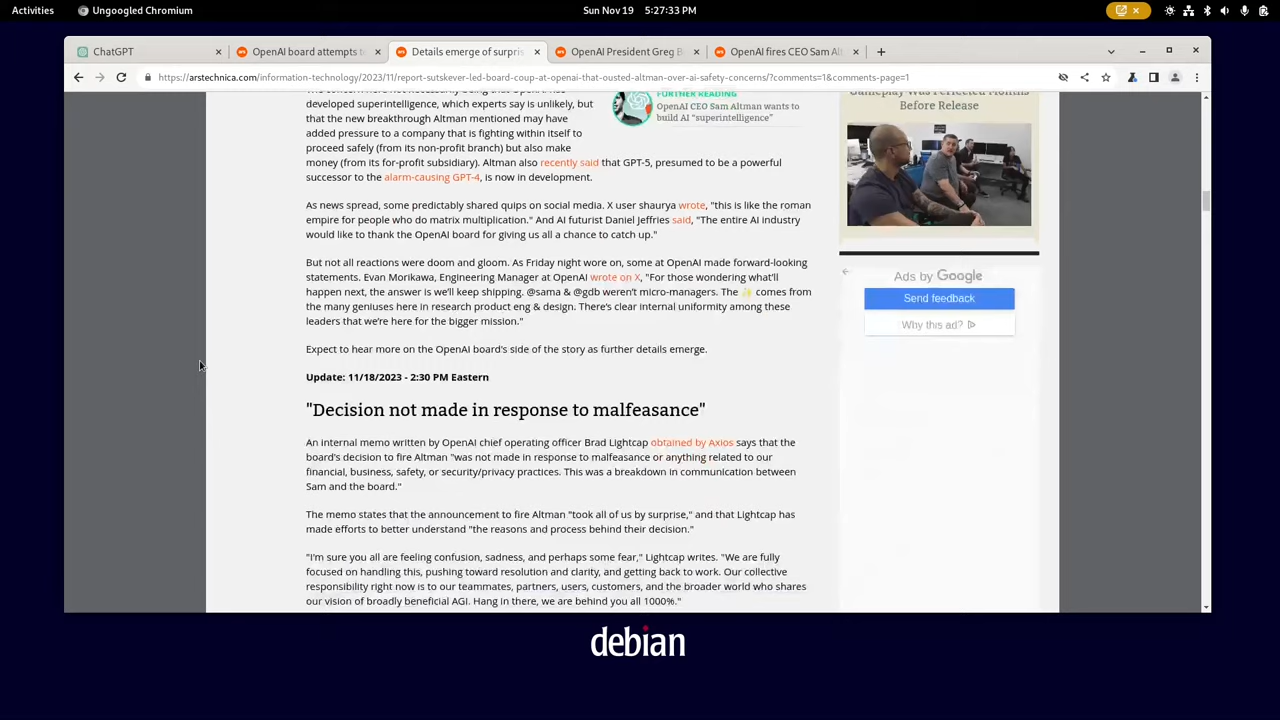 Activities
Ungoogled Chromium
Sun Nov 19 5:27:33 PM
ChatGPT
OpenAI board attempts t
Details emerge of surpris
OpenAI President Greg B
OpenAI fires CEO Sam Alt
https://arstechnica.com/information-technology/2023/11/report-sutskever-led-board-coup-at-openai-that-ousted-altman-over-ai-safety-concerns/?comments=1&comments-page=1
developed superintelligence, which experts say is unlikely, but
that the new breakthrough Altman mentioned may have
added pressure to a company that is fighting within itself to
proceed safely (from its non-profit branch) but also make
money (from its for-profit subsidiary). Altman also recently said that GPT-5, presumed to be a powerful
successor to the alarm-causing GPT-4, is now in development.
FURTHER READING
OpenAI CEO Sam Altman wants to
build AI "superintelligence"
As news spread, some predictably shared quips on social media. X user shaurya wrote, "this is like the roman
empire for people who do matrix multiplication." And AI futurist Daniel Jeffries said, "The entire AI industry
would like to thank the OpenAI board for giving us all a chance to catch up."
But not all reactions were doom and gloom. As Friday night wore on, some at OpenAI made forward-looking
statements. Evan Morikawa, Engineering Manager at OpenAI wrote on X, "For those wondering what'll
happen next, the answer is we'll keep shipping. @sama & @gdb weren't micro-managers. The ✨ comes from
the many geniuses here in research product eng & design. There's clear internal uniformity among these
leaders that we're here for the bigger mission."
Expect to hear more on the OpenAI board's side of the story as further details emerge.
Update: 11/18/2023 - 2:30 PM Eastern
"Decision not made in response to malfeasance"
An internal memo written by OpenAI chief operating officer Brad Lightcap obtained by Axios says that the
board's decision to fire Altman "was not made in response to malfeasance or anything related to our
financial, business, safety, or security/privacy practices. This was a breakdown in communication between
Sam and the board."
The memo states that the announcement to fire Altman "took all of us by surprise," and that Lightcap has
made efforts to better understand "the reasons and process behind their decision."
"I'm sure you all are feeling confusion, sadness, and perhaps some fear," Lightcap writes. "We are fully
focused on handling this, pushing toward resolution and clarity, and getting back to work. Our collective
responsibility right now is to our teammates, partners, users, customers, and the broader world who shares
our vision of broadly beneficial AGI. Hang in there, we are behind you all 1000%."
Gameplay Was Perfected Months
Before Release
Ads by Google
Send feedback
Why this ad?
debian